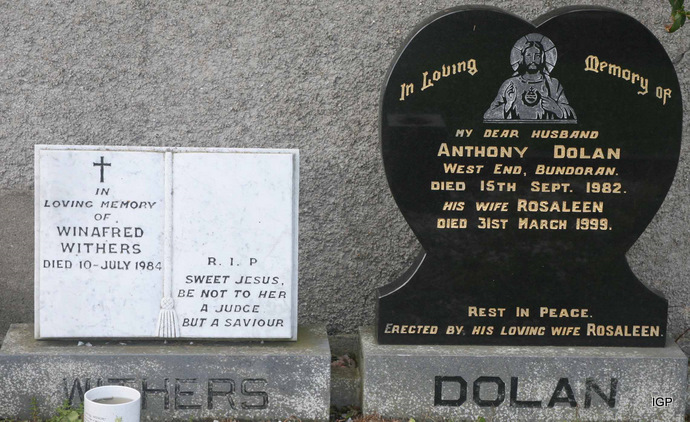 IN
LOVING MEMORY
OF
WINAFRED
WITHERS
DIED 10-JULY 1984
R. I. P
SWEET JESUS,
BE NOT TO HER
A JUDGE
BUT A SAVIOUR
WITHERS
In Loving Memory of
MY DEAR HUSBAND
ANTHONY DOLAN
WEST END, BUNDORAN.
DIED 15TH SEPT. 1982.
HIS WIFE ROSALEEN
DIED 31ST MARCH 1999.
REST IN PEACE.
ERECTED BY HIS LOVING WIFE ROSALEEN.
DOLAN
IGP